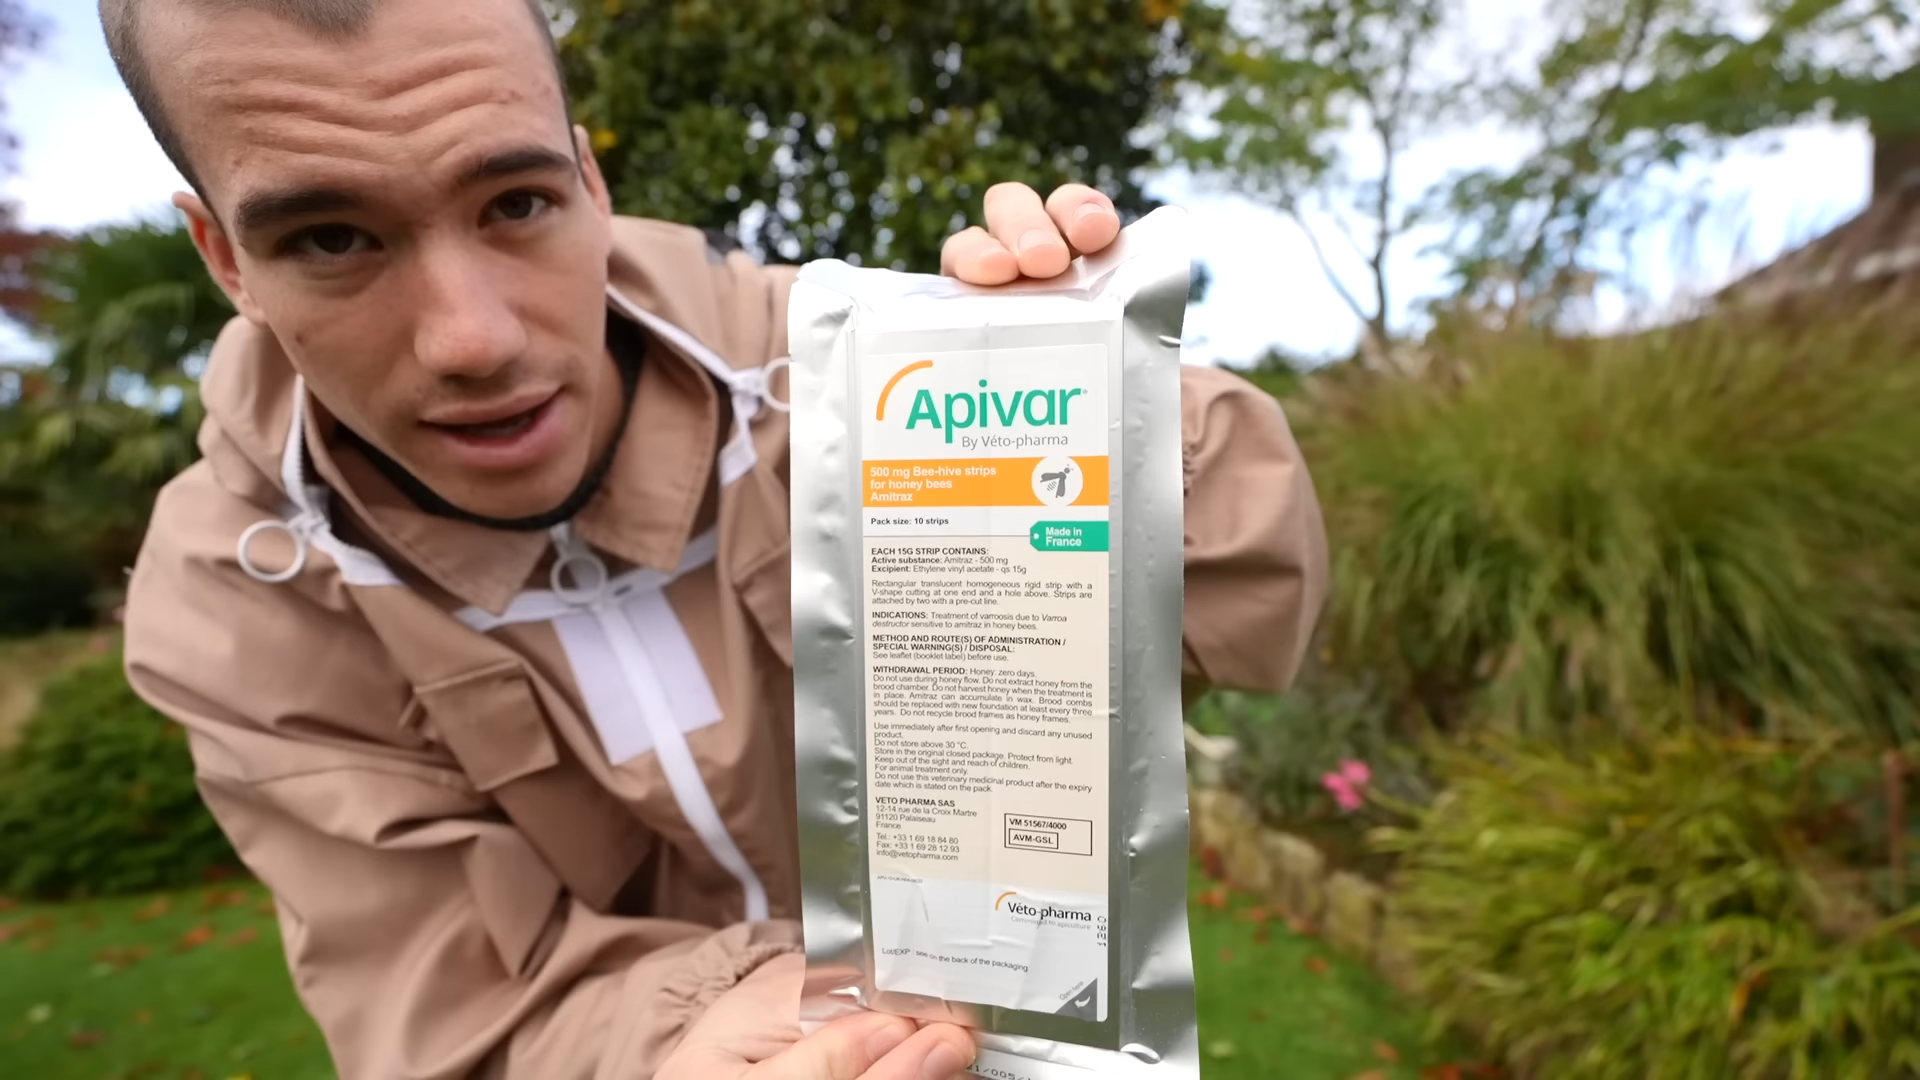 Apivar®
By Véto-pharma
500 mg Bee-hive strips
for honey bees
Amitraz
Pack size: 10 strips
Made in
France
EACH 15G STRIP CONTAINS:
Active substance: Amitraz - 500 mg
Excipient: Ethylene vinyl acetate - qs 15g
Rectangular translucent homogeneous rigid strip with a
V-shape cutting at one end and a hole above. Strips are
attached by two with a pre-cut line.
INDICATIONS: Treatment of varroosis due to Varroa
destructor sensitive to amitraz in honey bees.
METHOD AND ROUTE(S) OF ADMINISTRATION /
SPECIAL WARNING(S) / DISPOSAL:
See leaflet (booklet label) before use.
WITHDRAWAL PERIOD: Honey: zero days.
Do not use during honey flow. Do not extract honey from the
brood chamber. Do not harvest honey when the treatment is
in place. Amitraz can accumulate in wax. Brood combs
should be replaced with new foundation at least every three
years. Do not recycle brood frames as honey frames.
Use immediately after first opening and discard any unused
product.
Do not store above 30 °C.
Store in the original closed package. Protect from light.
Keep out of the sight and reach of children.
For animal treatment only.
Do not use this veterinary medicinal product after the expiry
date which is stated on the pack.
VETO PHARMA SAS
12-14 rue de la Croix Martre
91120 Palaiseau
France
Tel.: +33 1 69 18 84 80
Fax: +33 1 69 28 12 93
info@vetopharma.com
VM 51567/4000
AVM-GSL
Véto-pharma
Committed to apiculture
1260
Lot/EXP : see on the back of the packaging
Open here